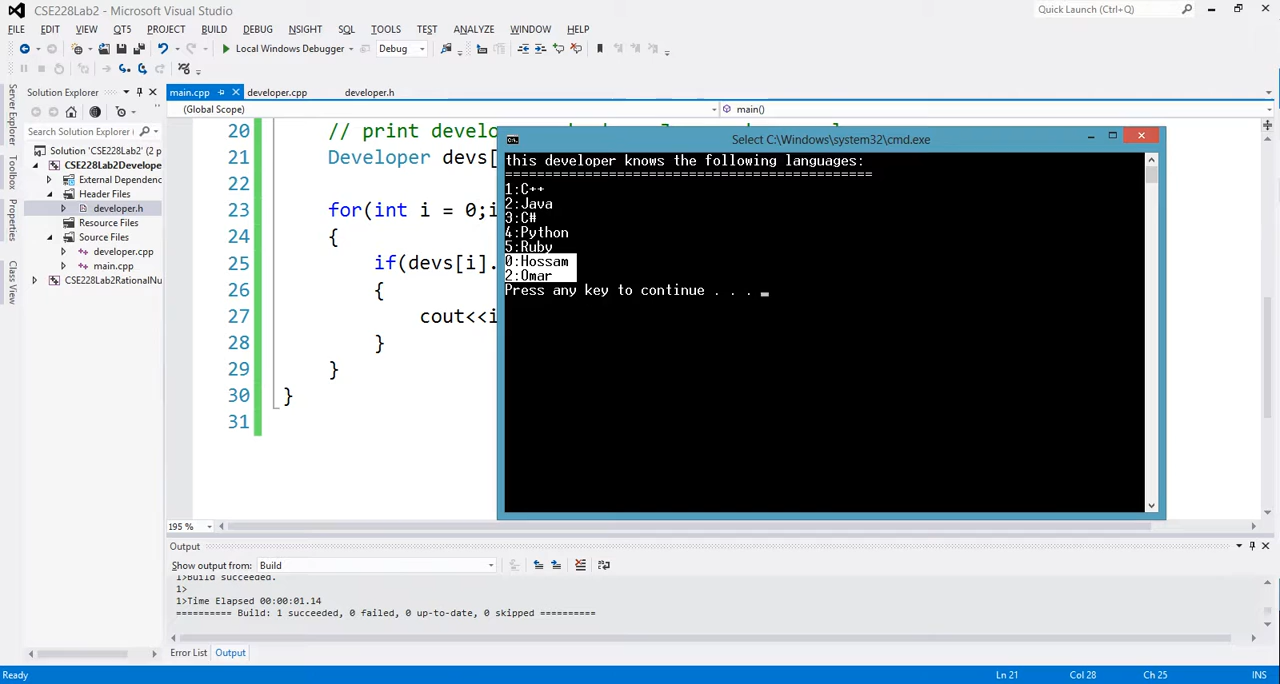 CSE228Lab2 - Microsoft Visual Studio
Quick Launch (Ctrl+Q)
FILE EDIT VIEW QT5 PROJECT BUILD DEBUG NSIGHT SQL TOOLS TEST ANALYZE WINDOW HELP
Local Windows Debugger Debug
Server Explorer
Toolbox
Properties
Class View
Solution Explorer
Search Solution Explorer
Solution 'CSE228Lab2' (2 p
CSE228Lab2Develope
External Dependenc
Header Files
developer.h
Resource Files
Source Files
developer.cpp
main.cpp
CSE228Lab2RationalNu
main.cpp developer.cpp developer.h
(Global Scope) main()
20 // print develo
21 Developer devs[
22
23 for(int i = 0;i
24 {
25 if(devs[i].
26 {
27 cout<<i
28 }
29 }
30 }
31
195 %
Select C:\Windows\system32\cmd.exe
this developer knows the following languages:
===============================================
1:C++
2:Java
3:C#
4:Python
5:Ruby
0:Hossam
2:Omar
Press any key to continue . . . _
Output
Show output from: Build
1>Build succeeded.
1>
1>Time Elapsed 00:00:01.14
========== Build: 1 succeeded, 0 failed, 0 up-to-date, 0 skipped ==========
Error List Output
Ready Ln 21 Col 28 Ch 25 INS